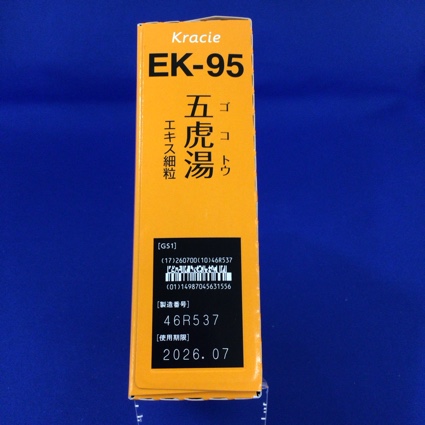 Kracie
EK-95
五虎湯
ゴコトウ
エキス細粒
[GS1]
(17)260700(10)46R537
(01)14987045631556
[製造番号]
46R537
[使用期限]
2026.07